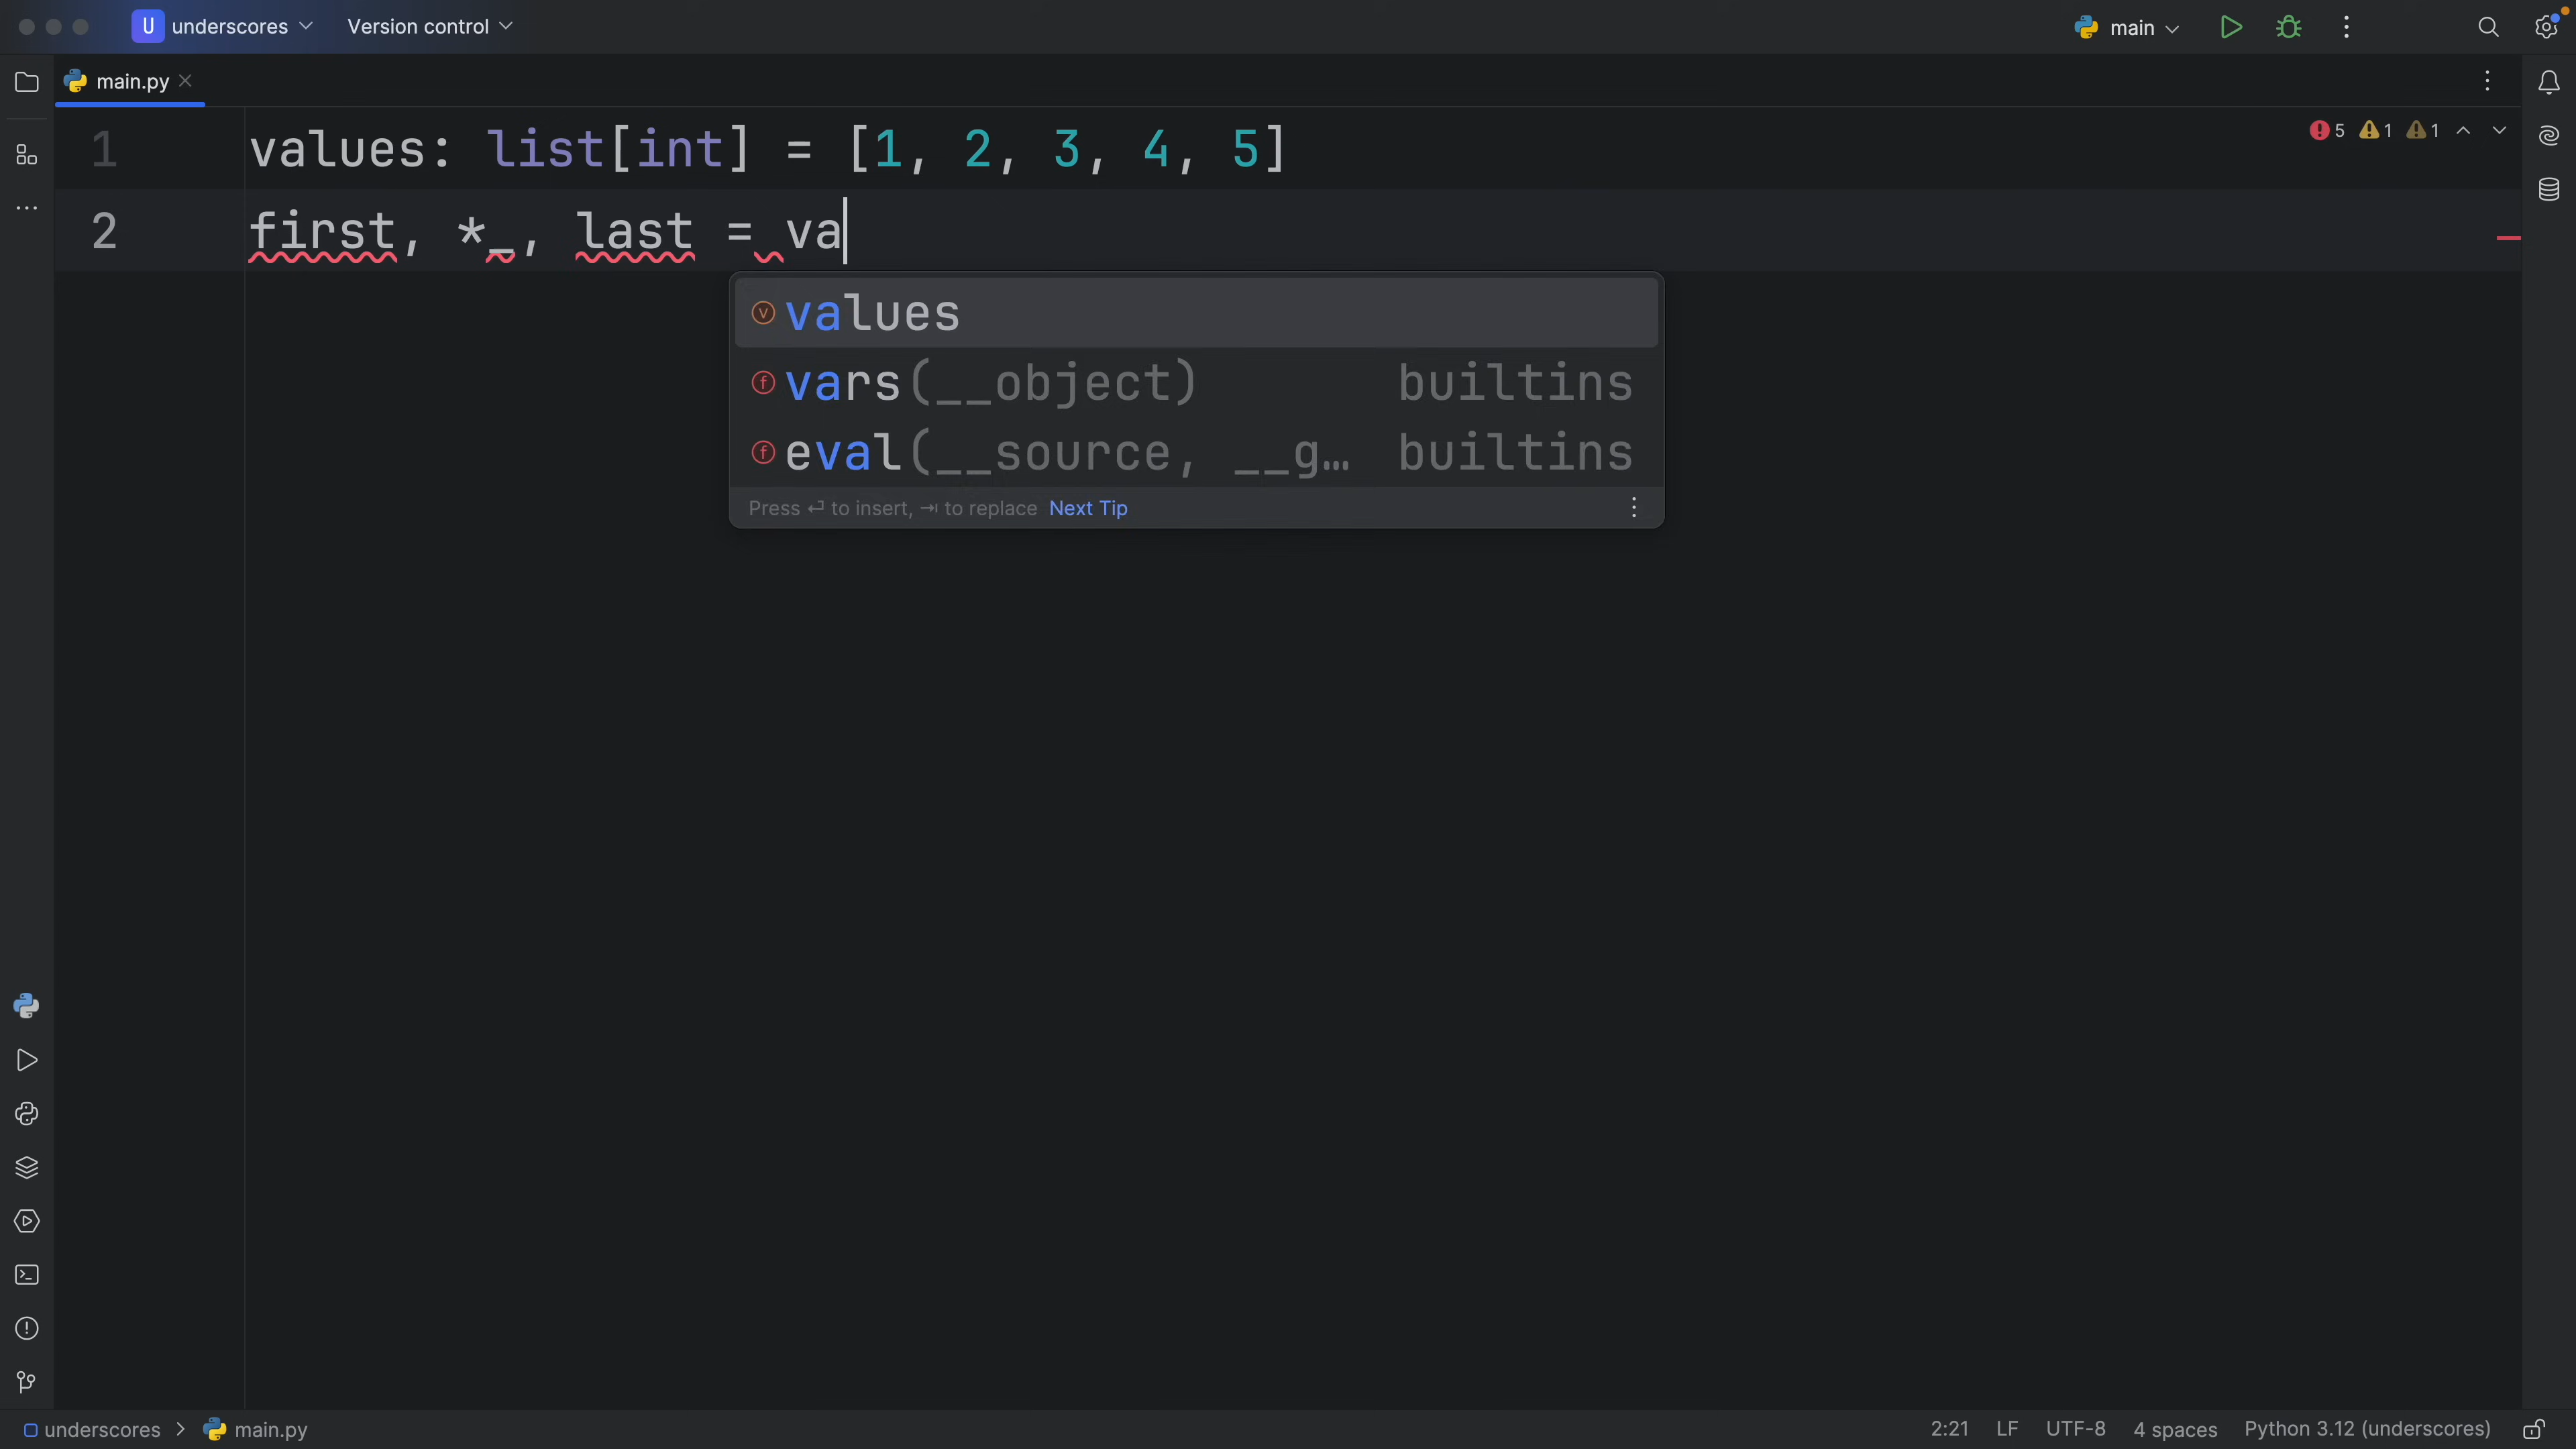 U underscores Version control main
main.py
5 1 1
1 values: list[int] = [1, 2, 3, 4, 5]
2 first, *_, last = va
values
vars(__object) builtins
eval(__source, __g… builtins
Press ⏎ to insert, ⇥ to replace Next Tip
underscores > main.py 2:21 LF UTF-8 4 spaces Python 3.12 (underscores)